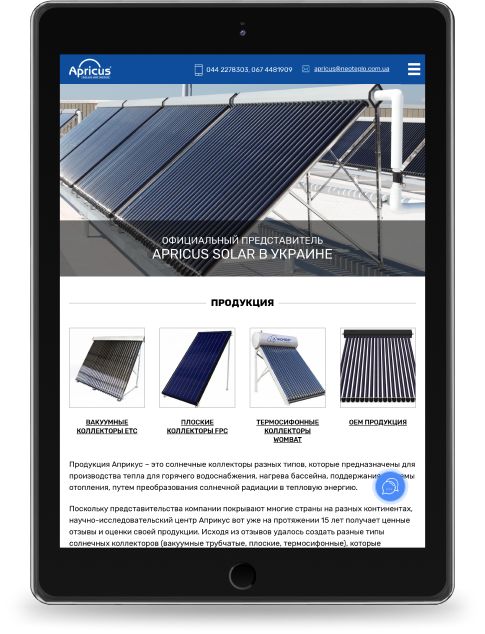 Apricus
044 2278303, 067 4481909
apricus@neoteplo.com.ua
ОФИЦИАЛЬНЫЙ ПРЕДСТАВИТЕЛЬ
APRICUS SOLAR В УКРАИНЕ
ПРОДУКЦИЯ
ВАКУУМНЫЕ
КОЛЛЕКТОРЫ ETC
ПЛОСКИЕ
КОЛЛЕКТОРЫ FPC
ТЕРМОСИФОННЫЕ
КОЛЛЕКТОРЫ
WOMBAT
ОЕМ ПРОДУКЦИЯ
Продукция Априкус – это солнечные коллекторы разных типов, которые предназначены для
производства тепла для горячего водоснабжения, нагрева бассейна, поддержания
отопления, путем преобразования солнечной радиации в тепловую энергию.
Поскольку представительства компании покрывают многие страны на разных континентах,
научно-исследовательский центр Априкус вот уже на протяжении 15 лет получает ценные
отзывы и оценки своей продукции. Исходя из отзывов удалось создать разные типы
солнечных коллекторов (вакуумные трубчатые, плоские, термосифонные), которые